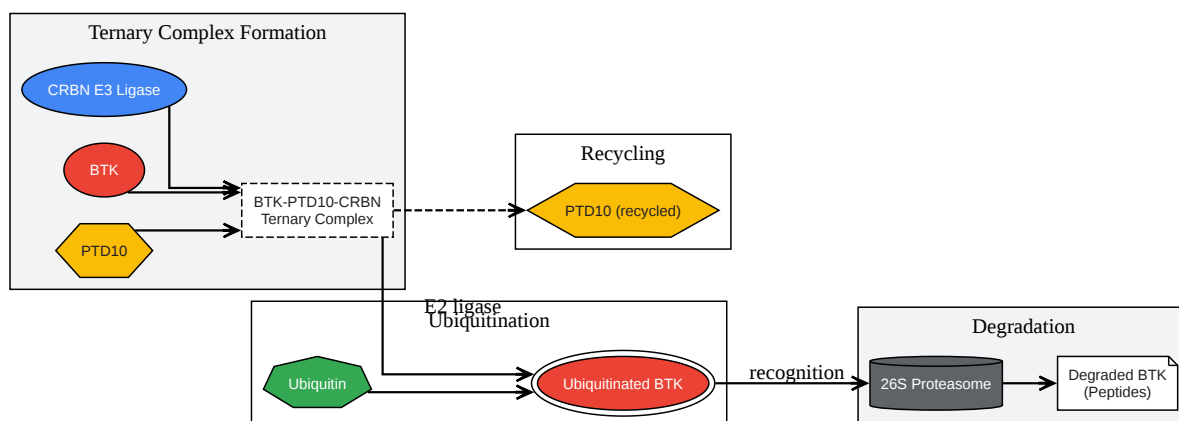 Ternary Complex Formation
CRBN E3 Ligase
BTK
BTK-PTD10-CRBN
Ternary Complex
PTD10
Recycling
PTD10 (recycled)
E2 ligase
Ubiquitination
Ubiquitin
Ubiquitinated BTK
recognition
Degradation
26S Proteasome
Degraded BTK
(Peptides)